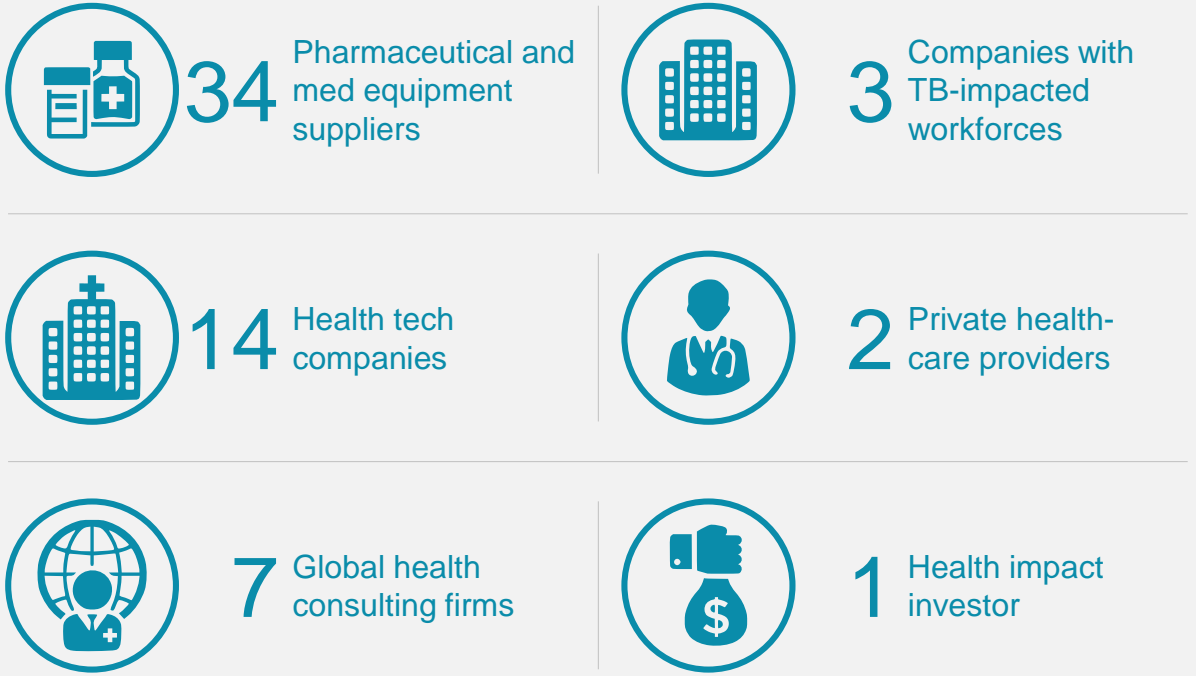 34
Pharmaceutical and
med equipment
suppliers
3
Companies with
TB-impacted
workforces
14
Health tech
companies
2
Private health-
care providers
7
Global health
consulting firms
$
1
Health impact
investor